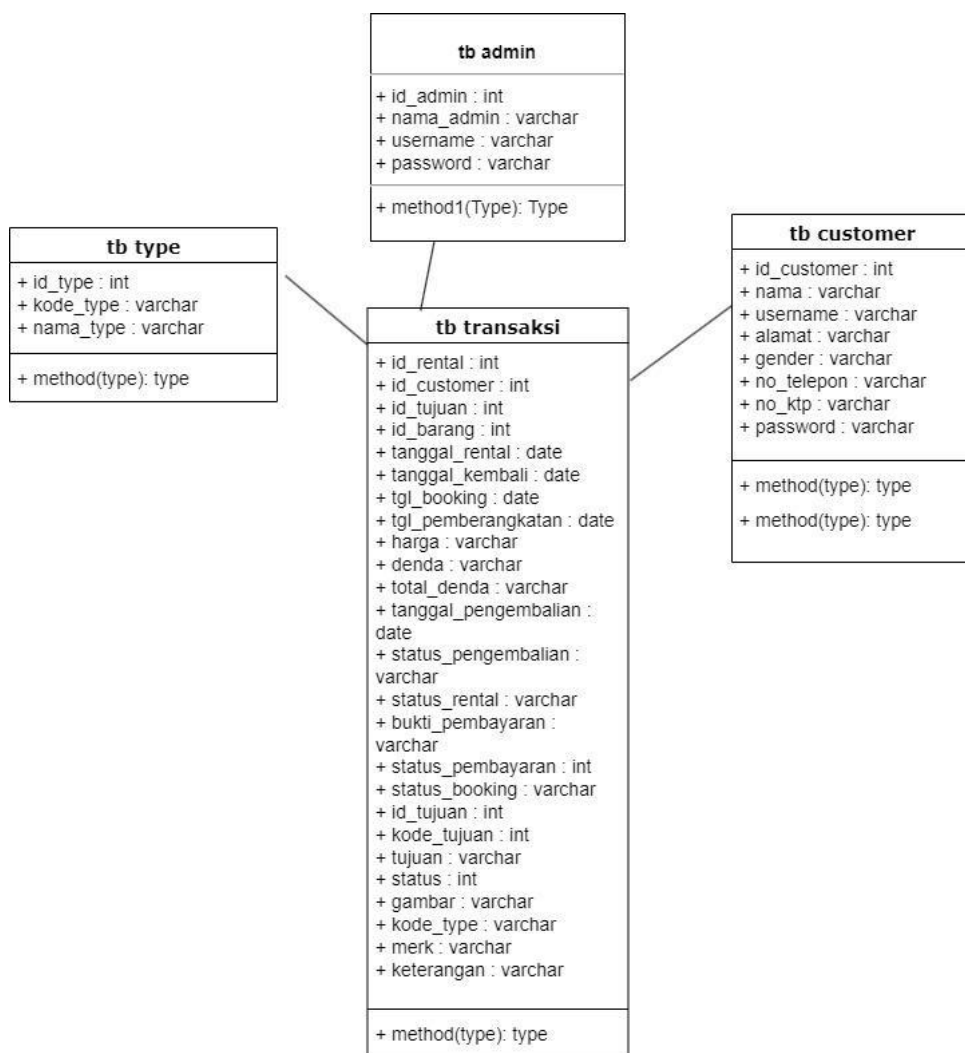 tb admin
+ id_admin : int
+ nama_admin : varchar
+ username : varchar
+ password : varchar
+ method1(Type): Type
tb type
+ id_type : int
+ kode_type : varchar
+ nama_type : varchar
+ method(type): type
tb customer
+ id_customer : int
+ nama : varchar
+ username : varchar
+ alamat : varchar
+ gender : varchar
+ no_telepon : varchar
+ no_ktp : varchar
+ password : varchar
+ method(type): type
+ method(type): type
tb transaksi
+ id_rental : int
+ id_customer : int
+ id_tujuan : int
+ id_barang : int
+ tanggal_rental : date
+ tanggal_kembali : date
+ tgl_booking : date
+ tgl_pemberangkatan : date
+ harga : varchar
+ denda : varchar
+ total_denda : varchar
+ tanggal_pengembalian :
date
+ status_pengembalian :
varchar
+ status_rental : varchar
+ bukti_pembayaran :
varchar
+ status_pembayaran : int
+ status_booking : varchar
+ id_tujuan : int
+ kode_tujuan : int
+ tujuan : varchar
+ status : int
+ gambar : varchar
+ kode_type : varchar
+ merk : varchar
+ keterangan : varchar
+ method(type): type